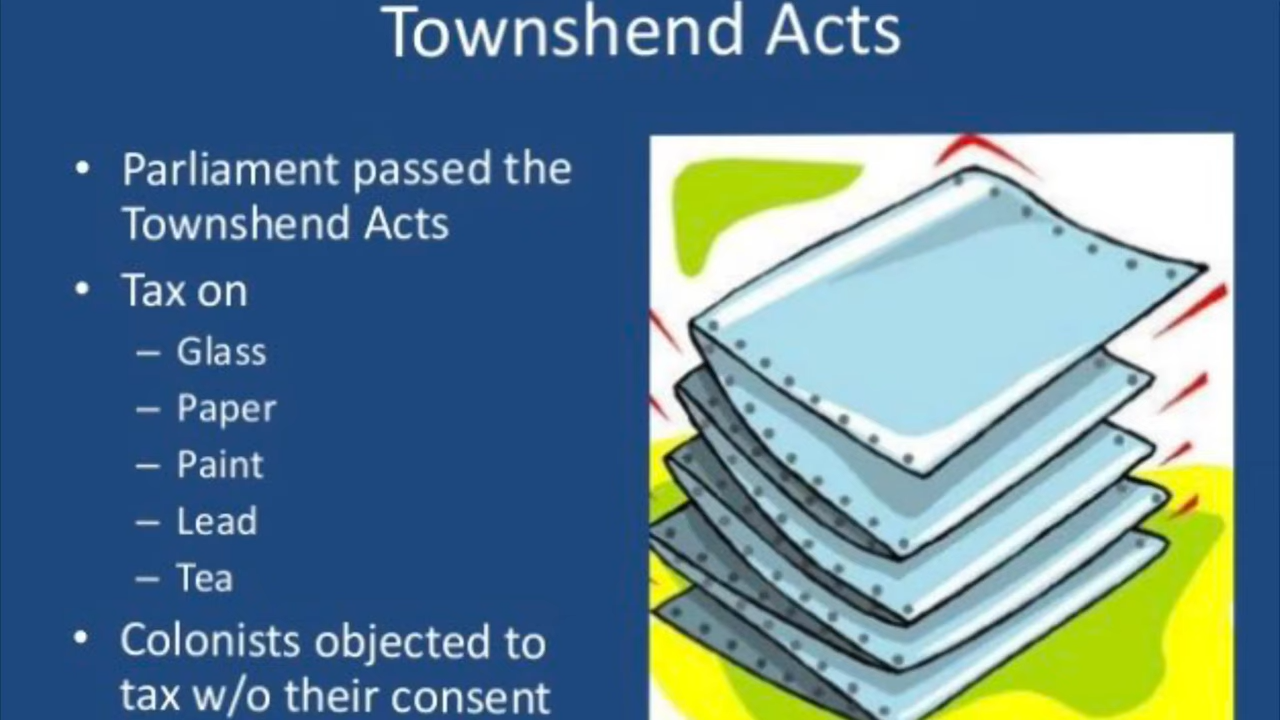 Townshend Acts
• Parliament passed the
Townshend Acts
• Tax on
– Glass
– Paper
– Paint
– Lead
– Tea
• Colonists objected to
tax w/o their consent